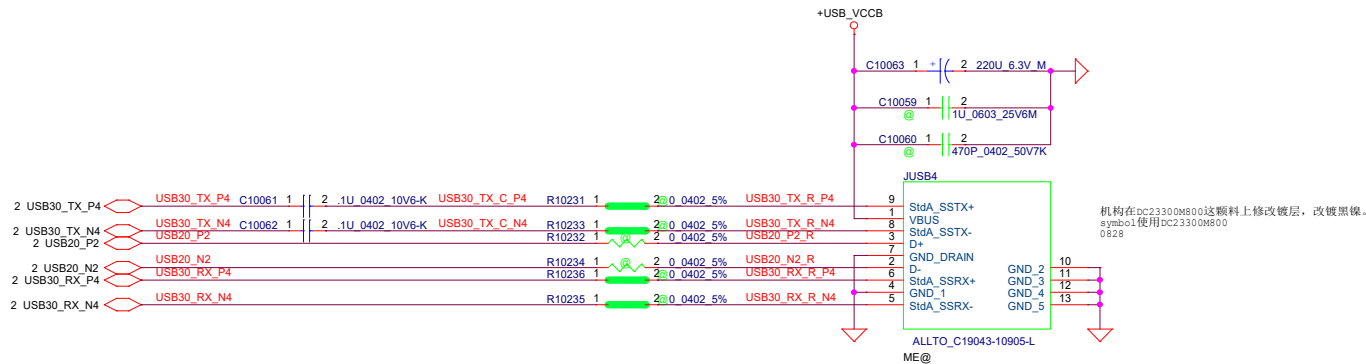 +USB_VCCB
C10063 1 + 2 220U_6.3V_M
C10059 1 2
@ 1U_0603_25V6M
C10060 1 2
@ 470P_0402_50V7K
JUSB4
2 USB30_TX_P4 USB30_TX_P4 C10061 1 2 .1U_0402_10V6-K USB30_TX_C_P4 R10231 1 2@0_0402_5% USB30_TX_R_P4 9 StdA_SSTX+
1 VBUS
2 USB30_TX_N4 USB30_TX_N4 C10062 1 2 .1U_0402_10V6-K USB30_TX_C_N4 R10233 1 2@0_0402_5% USB30_TX_R_N4 8 StdA_SSTX-
2 USB20_P2 USB20_P2 R10232 1 @ 2 0_0402_5% USB20_P2_R 3 D+
7 GND_DRAIN
2 USB20_N2 USB20_N2 R10234 1 @ 2 0_0402_5% USB20_N2_R 2 D- GND_2 10
2 USB30_RX_P4 USB30_RX_P4 R10236 1 2@0_0402_5% USB30_RX_R_P4 6 StdA_SSRX+ GND_3 11
4 GND_1 GND_4 12
2 USB30_RX_N4 USB30_RX_N4 R10235 1 2@0_0402_5% USB30_RX_R_N4 5 StdA_SSRX- GND_5 13
ALLTO_C19043-10905-L
ME@
机构在DC23300M800这颗料上修改镀层，改镀黑镍。
symbol使用DC23300M800
0828